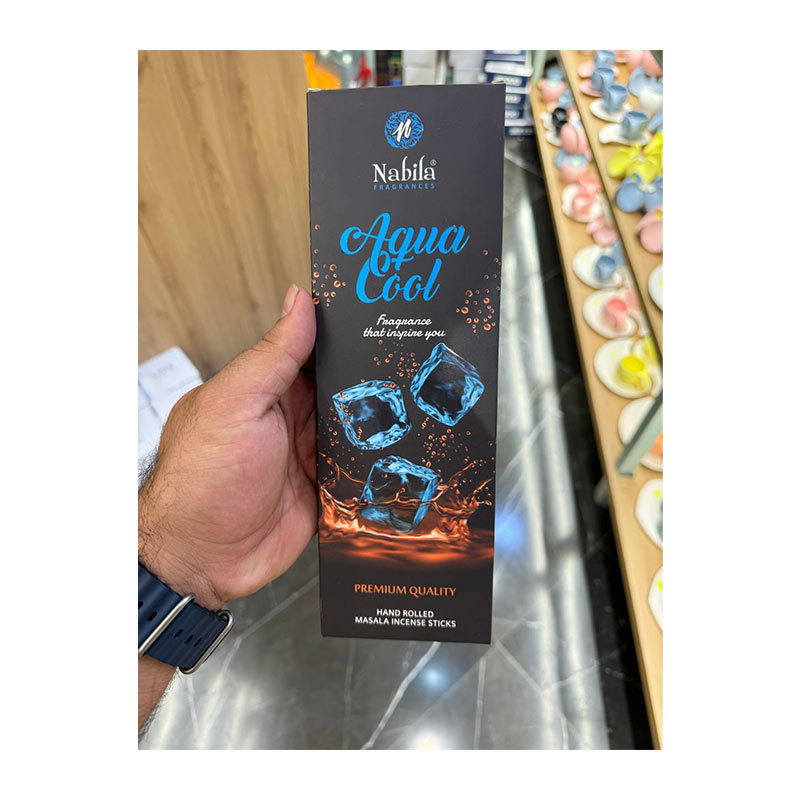 Nabila®
FRAGRANCES
Aqua
Cool
Fragrance
that inspire you
PREMIUM QUALITY
HAND ROLLED
MASALA INCENSE STICKS